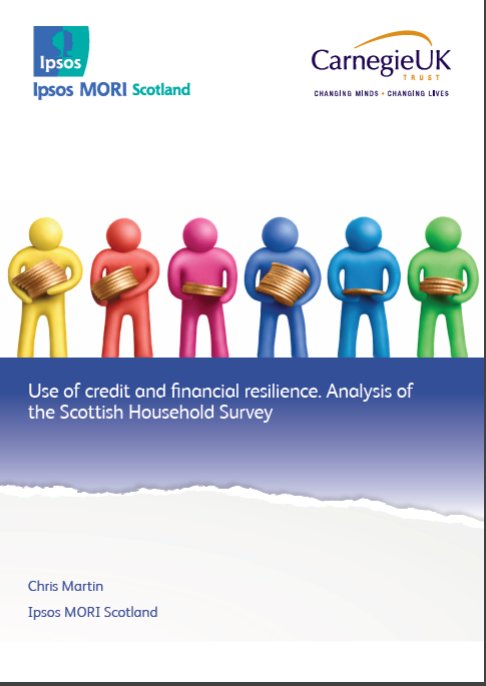 Ipsos
Ipsos MORI Scotland
CarnegieUK
TRUST
CHANGING MINDS • CHANGING LIVES
Use of credit and financial resilience. Analysis of
the Scottish Household Survey
Chris Martin
Ipsos MORI Scotland